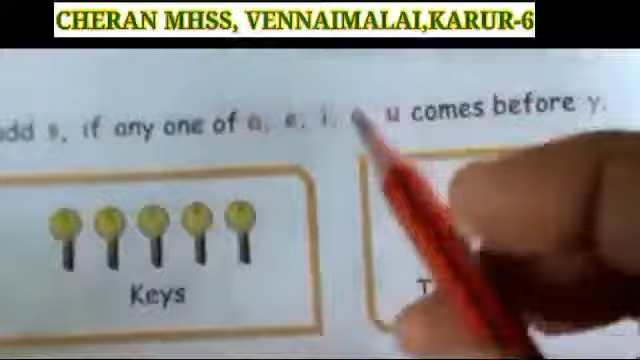 CHERAN MHSS, VENNAIMALAI,KARUR-6
add s, if any one of a, e, i, o, u comes before y.
Keys